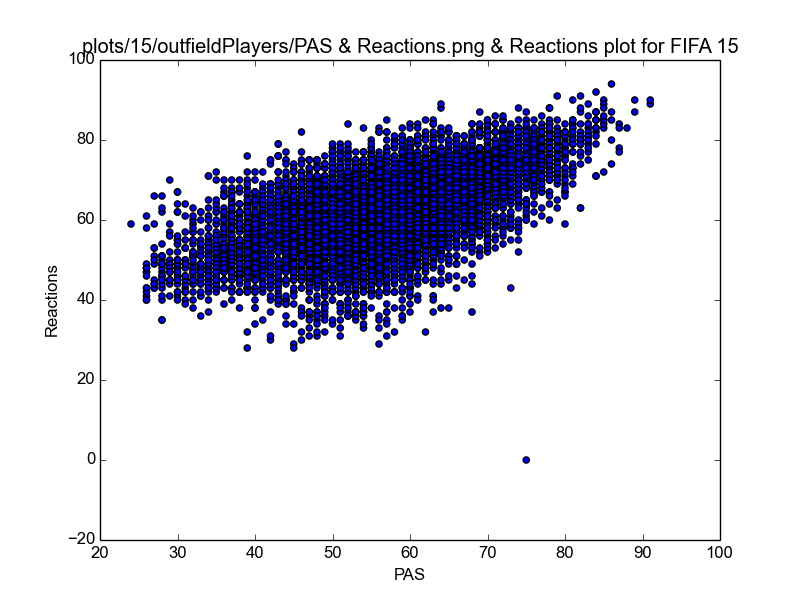 plots/15/outfieldPlayers/PAS & Reactions.png & Reactions plot for FIFA 15
100
80
60
40
20
0
−20
Reactions
20 30 40 50 60 70 80 90 100
PAS